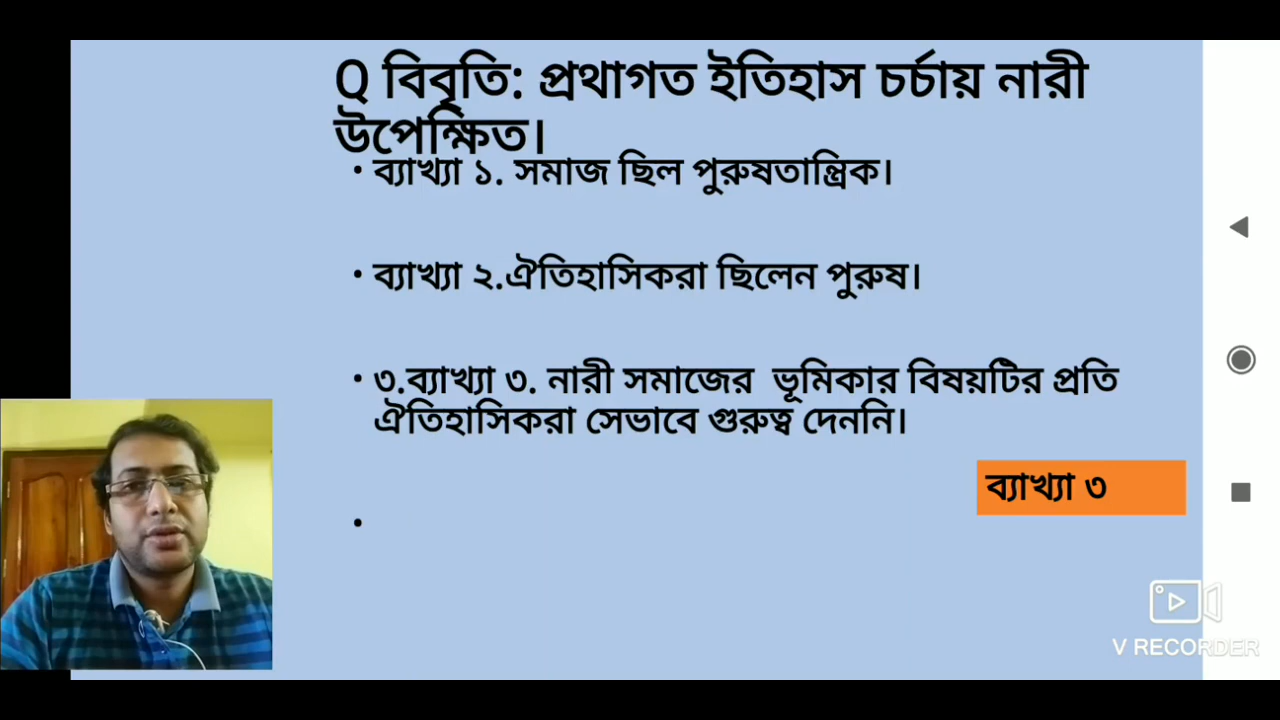 Q বিবৃতি: প্রথাগত ইতিহাস চর্চায় নারী
উপেক্ষিত।
• ব্যাখ্যা ১. সমাজ ছিল পুরুষতান্ত্রিক।
• ব্যাখ্যা ২.ঐতিহাসিকরা ছিলেন পুরুষ।
• ৩.ব্যাখ্যা ৩. নারী সমাজের ভূমিকার বিষয়টির প্রতি
ঐতিহাসিকরা সেভাবে গুরুত্ব দেননি।
ব্যাখ্যা ৩
•
V RECORDER